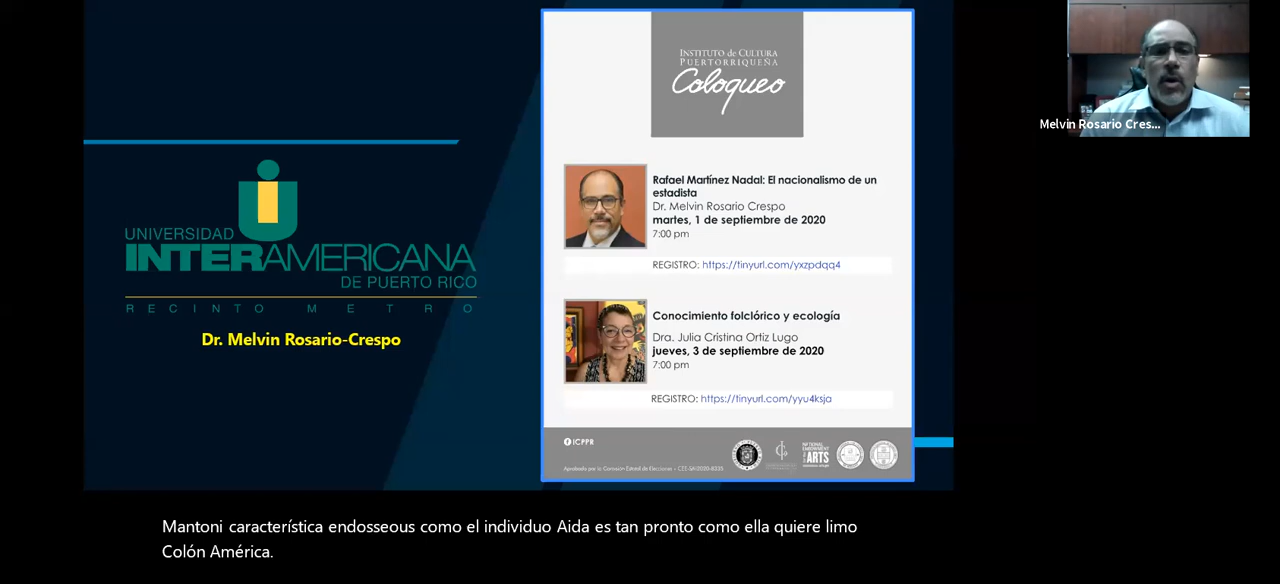 UNIVERSIDAD
INTERAMERICANA
DE PUERTO RICO
RECINTO METRO
Dr. Melvin Rosario-Crespo
INSTITUTO de CULTURA
PUERTORRIQUEÑA
Coloqueo
Rafael Martínez Nadal: El nacionalismo de un
estadista
Dr. Melvin Rosario Crespo
martes, 1 de septiembre de 2020
7:00 pm
REGISTRO: https://tinyurl.com/yxzpdqq4
Conocimiento folclórico y ecología
Dra. Julia Cristina Ortiz Lugo
jueves, 3 de septiembre de 2020
7:00 pm
REGISTRO: https://tinyurl.com/yyu4ksja
ICPPR
NATIONAL
ENDOWMENT
ARTS
Melvin Rosario Cres...
Mantoni característica endosseous como el individuo Aida es tan pronto como ella quiere limo
Colón América.